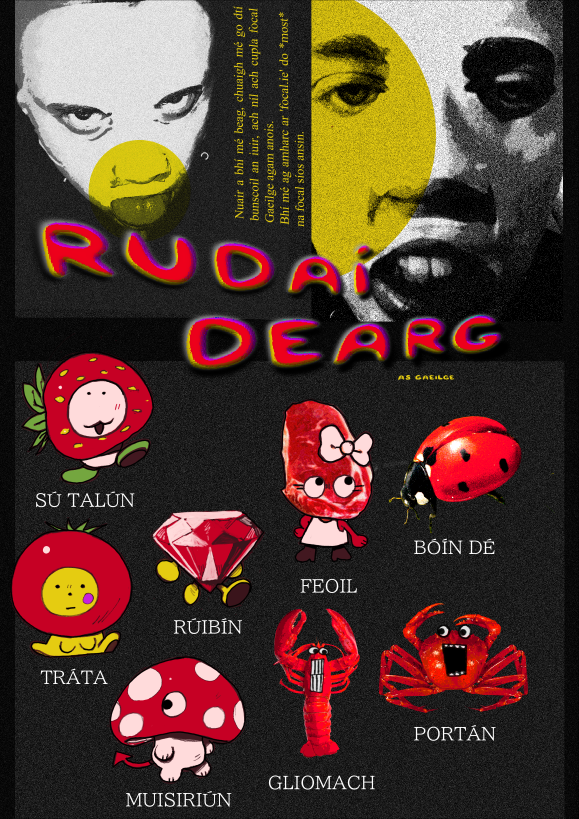 Nuair a bhí mé beag, chuaigh mé go dtí
bunscoil an iúir, ach níl ach cupla focal
Gaeilge agam anois.
Bhí mé ag amharc ar 'focal.ie' do *most*
na focal síos ansin.
RUDAÍ
DEARG
AS GAEILGE
SÚ TALÚN
BÓÍN DÉ
FEOIL
RÚIBÍN
TRÁTA
PORTÁN
GLIOMACH
MUISIRIÚN